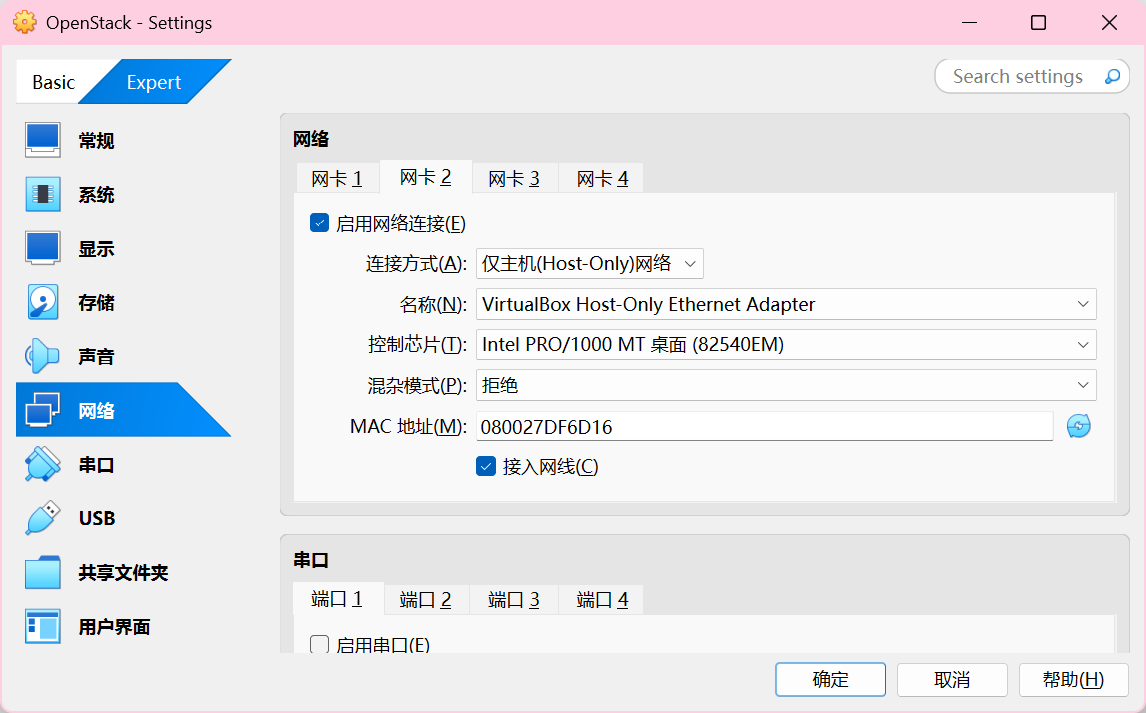 OpenStack - Settings
Basic
Expert
Search settings
常规
系统
显示
存储
声音
网络
串口
USB
共享文件夹
用户界面
网络
网卡 1
网卡 2
网卡 3
网卡 4
启用网络连接(E)
连接方式(A): 仅主机(Host-Only)网络
名称(N): VirtualBox Host-Only Ethernet Adapter
控制芯片(T): Intel PRO/1000 MT 桌面 (82540EM)
混杂模式(P): 拒绝
MAC 地址(M): 080027DF6D16
接入网线(C)
串口
端口 1
端口 2
端口 3
端口 4
启用串口(E)
确定
取消
帮助(H)